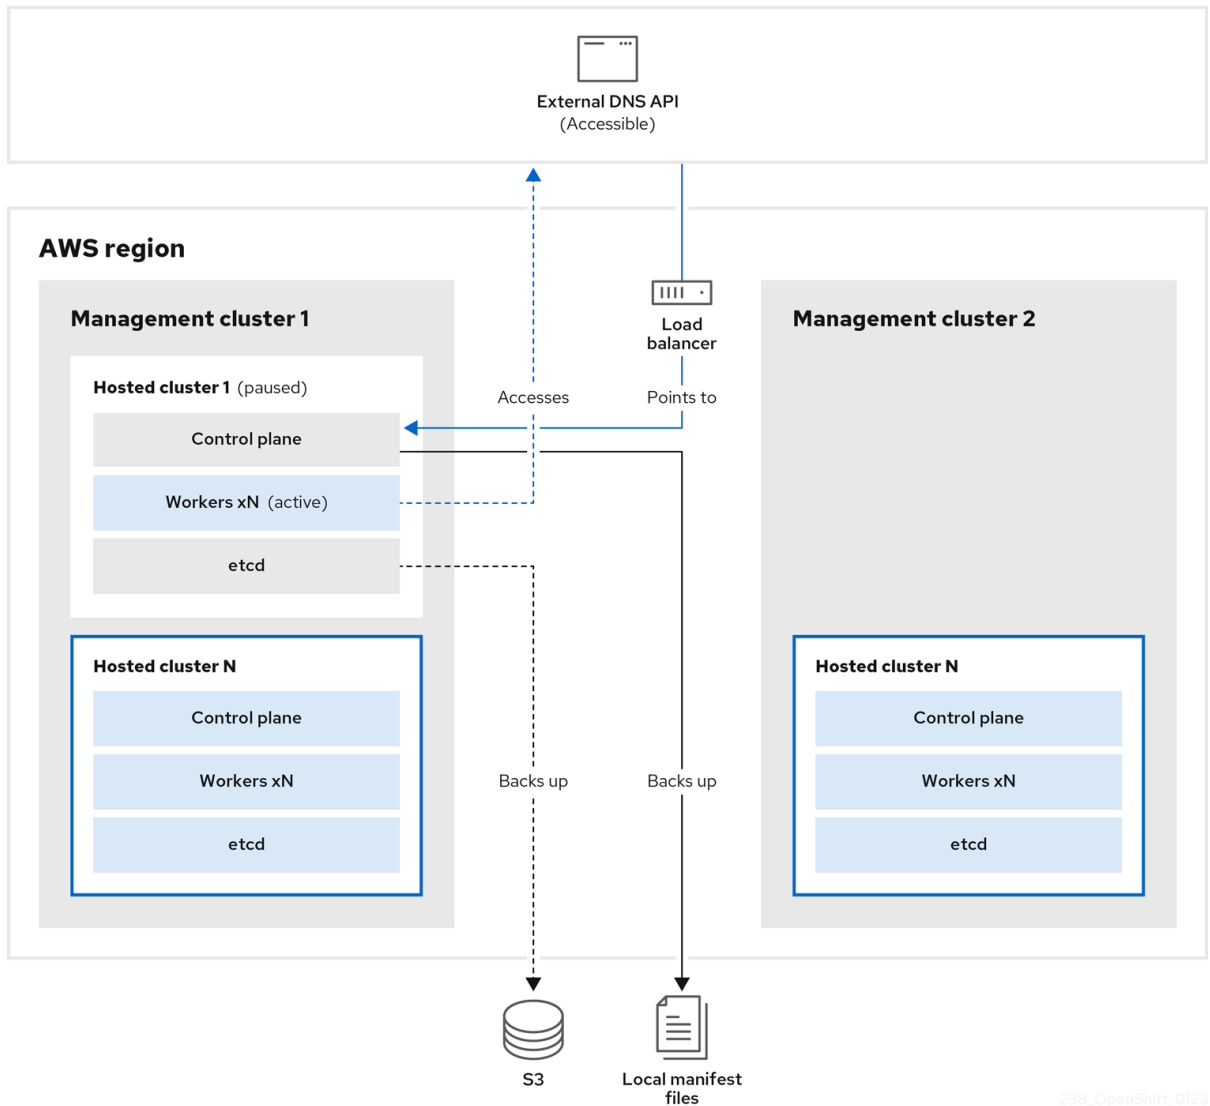 External DNS API
(Accessible)
AWS region
Management cluster 1
Hosted cluster 1 (paused)
Control plane
Workers xN (active)
etcd
Hosted cluster N
Control plane
Workers xN
etcd
Accesses
Load
balancer
Points to
Backs up
Backs up
Management cluster 2
Hosted cluster N
Control plane
Workers xN
etcd
S3
Local manifest
files
298_OpenShift_0123